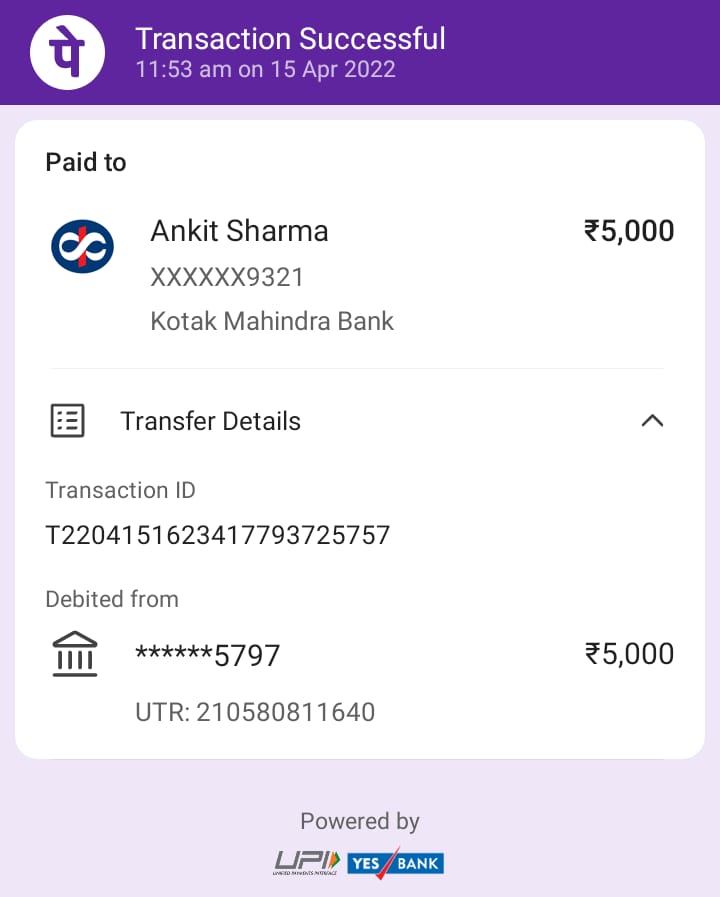 पे
Transaction Successful
11:53 am on 15 Apr 2022
Paid to
Ankit Sharma ₹5,000
XXXXXX9321
Kotak Mahindra Bank
Transfer Details
Transaction ID
T2204151623417793725757
Debited from
******5797 ₹5,000
UTR: 210580811640
Powered by
UPI YES BANK
UNIFIED PAYMENTS INTERFACE